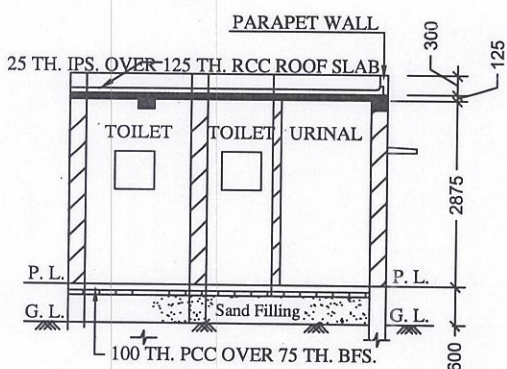 PARAPET WALL
25 TH. IPS. OVER 125 TH. RCC ROOF SLAB
300
125
TOILET
TOILET
URINAL
2875
P. L.
P. L.
G. L.
Sand Filling
G. L.
600
100 TH. PCC OVER 75 TH. BFS.